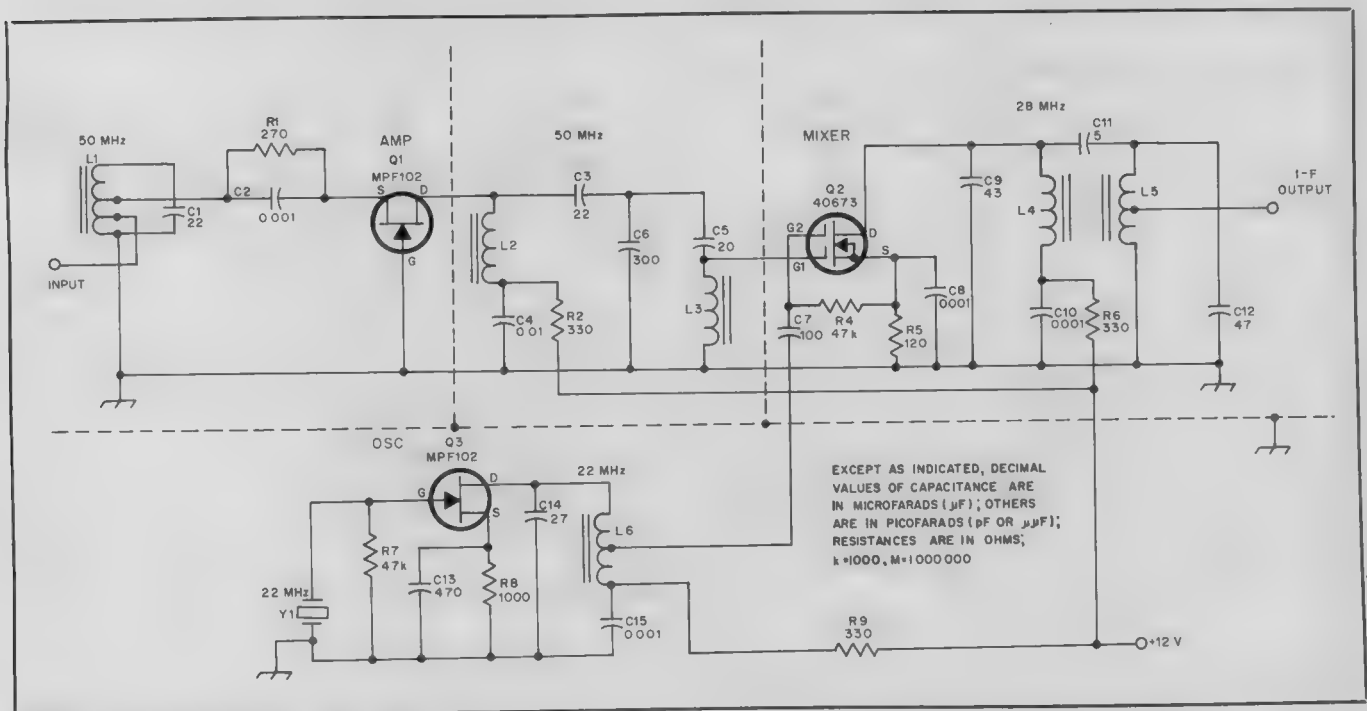 50 MHz
L1
C1
22
INPUT
R1
270
C2
0.001
AMP
Q1
MPF102
S
D
G
50 MHz
L2
C3
22
C4
0.01
R2
330
C6
300
C5
20
L3
MIXER
Q2
40673
G2
D
G1
S
C7
100
R4
47k
R5
120
C8
0.001
C9
43
28 MHz
C11
5
L4
L5
C10
0.001
R6
330
C12
47
I-F
OUTPUT
OSC
Q3
MPF102
G
D
S
R7
47k
22 MHz
Y1
C13
470
R8
1000
C14
27
22 MHz
L6
C15
0.001
R9
330
+12 V
EXCEPT AS INDICATED, DECIMAL
VALUES OF CAPACITANCE ARE
IN MICROFARADS (μF); OTHERS
ARE IN PICOFARADS (pF OR μμF);
RESISTANCES ARE IN OHMS;
k=1000, M=1000000